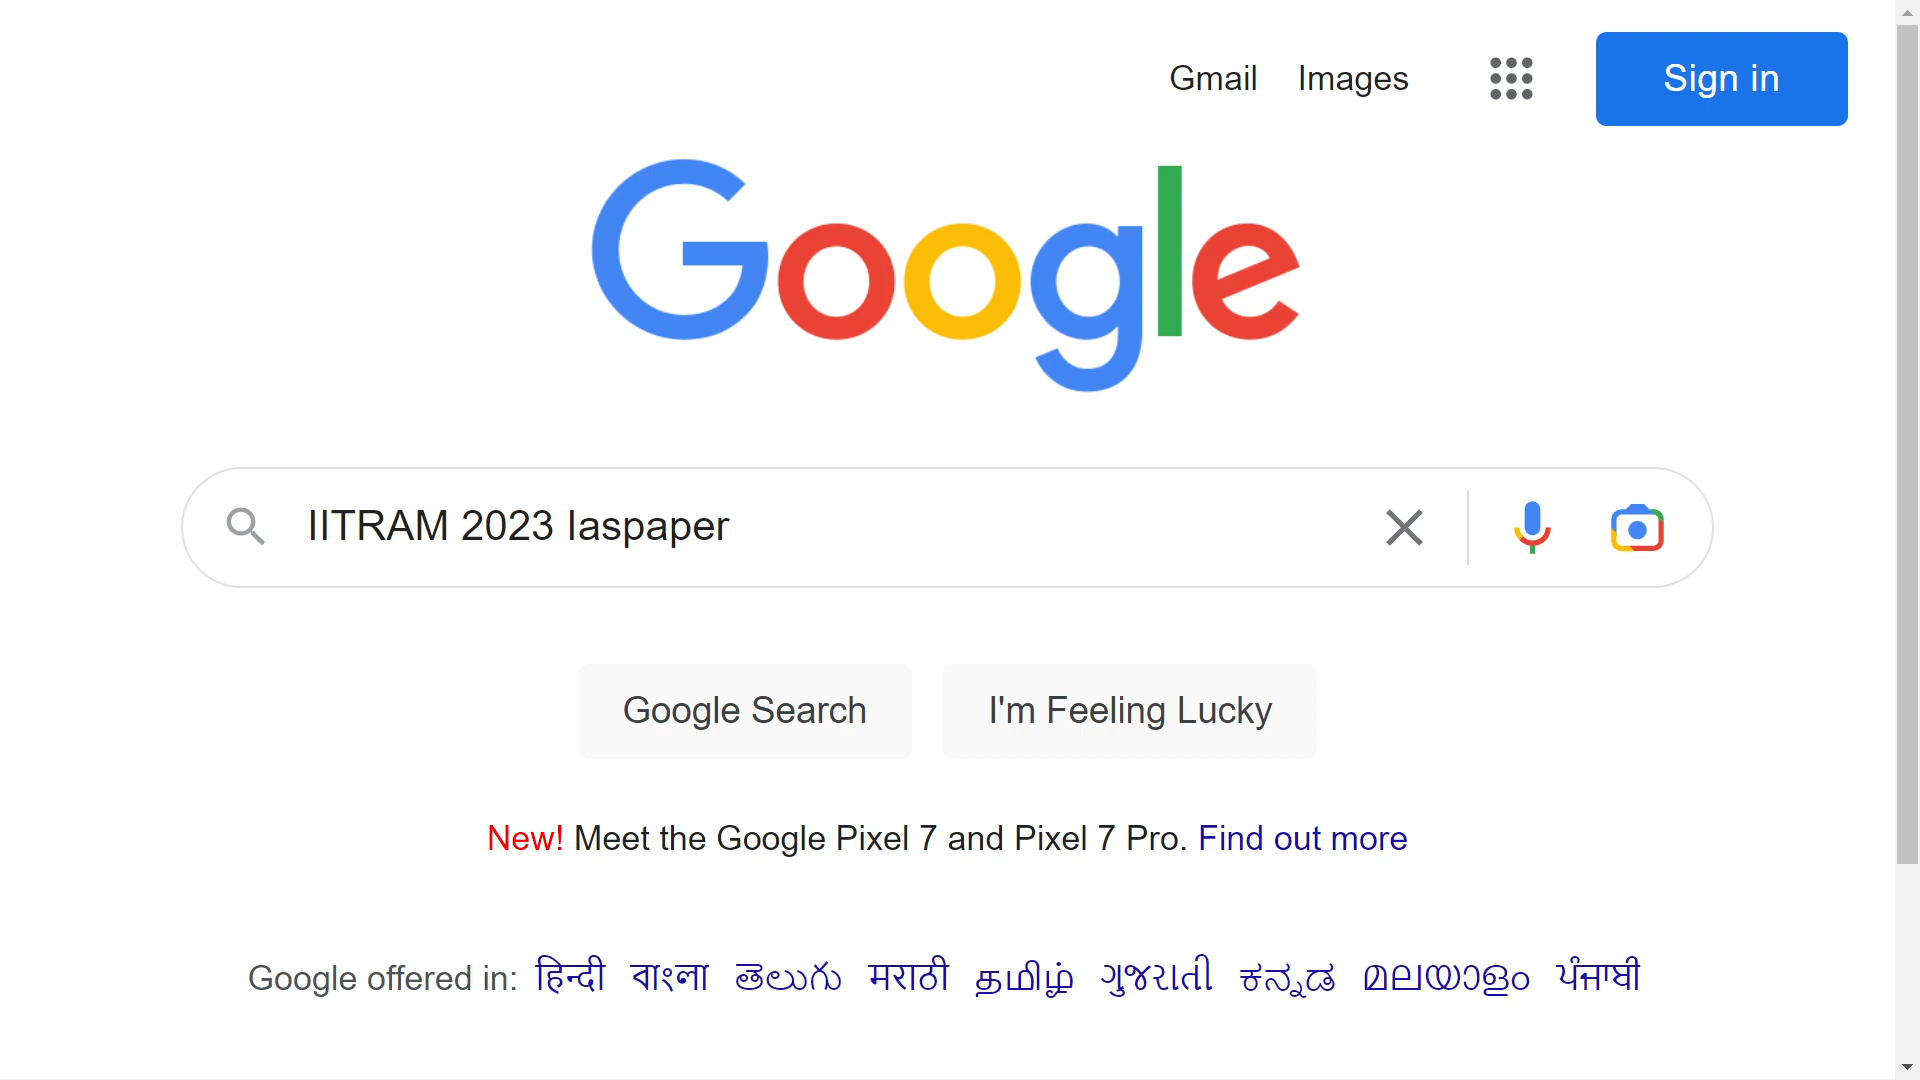 Gmail Images Sign in
Google
IITRAM 2023 Iaspaper
Google Search I'm Feeling Lucky
New! Meet the Google Pixel 7 and Pixel 7 Pro. Find out more
Google offered in: हिन्दी বাংলা తెలుగు मराठी தமிழ் ગુજરાતી ಕನ್ನಡ മലയാളം ਪੰਜਾਬੀ